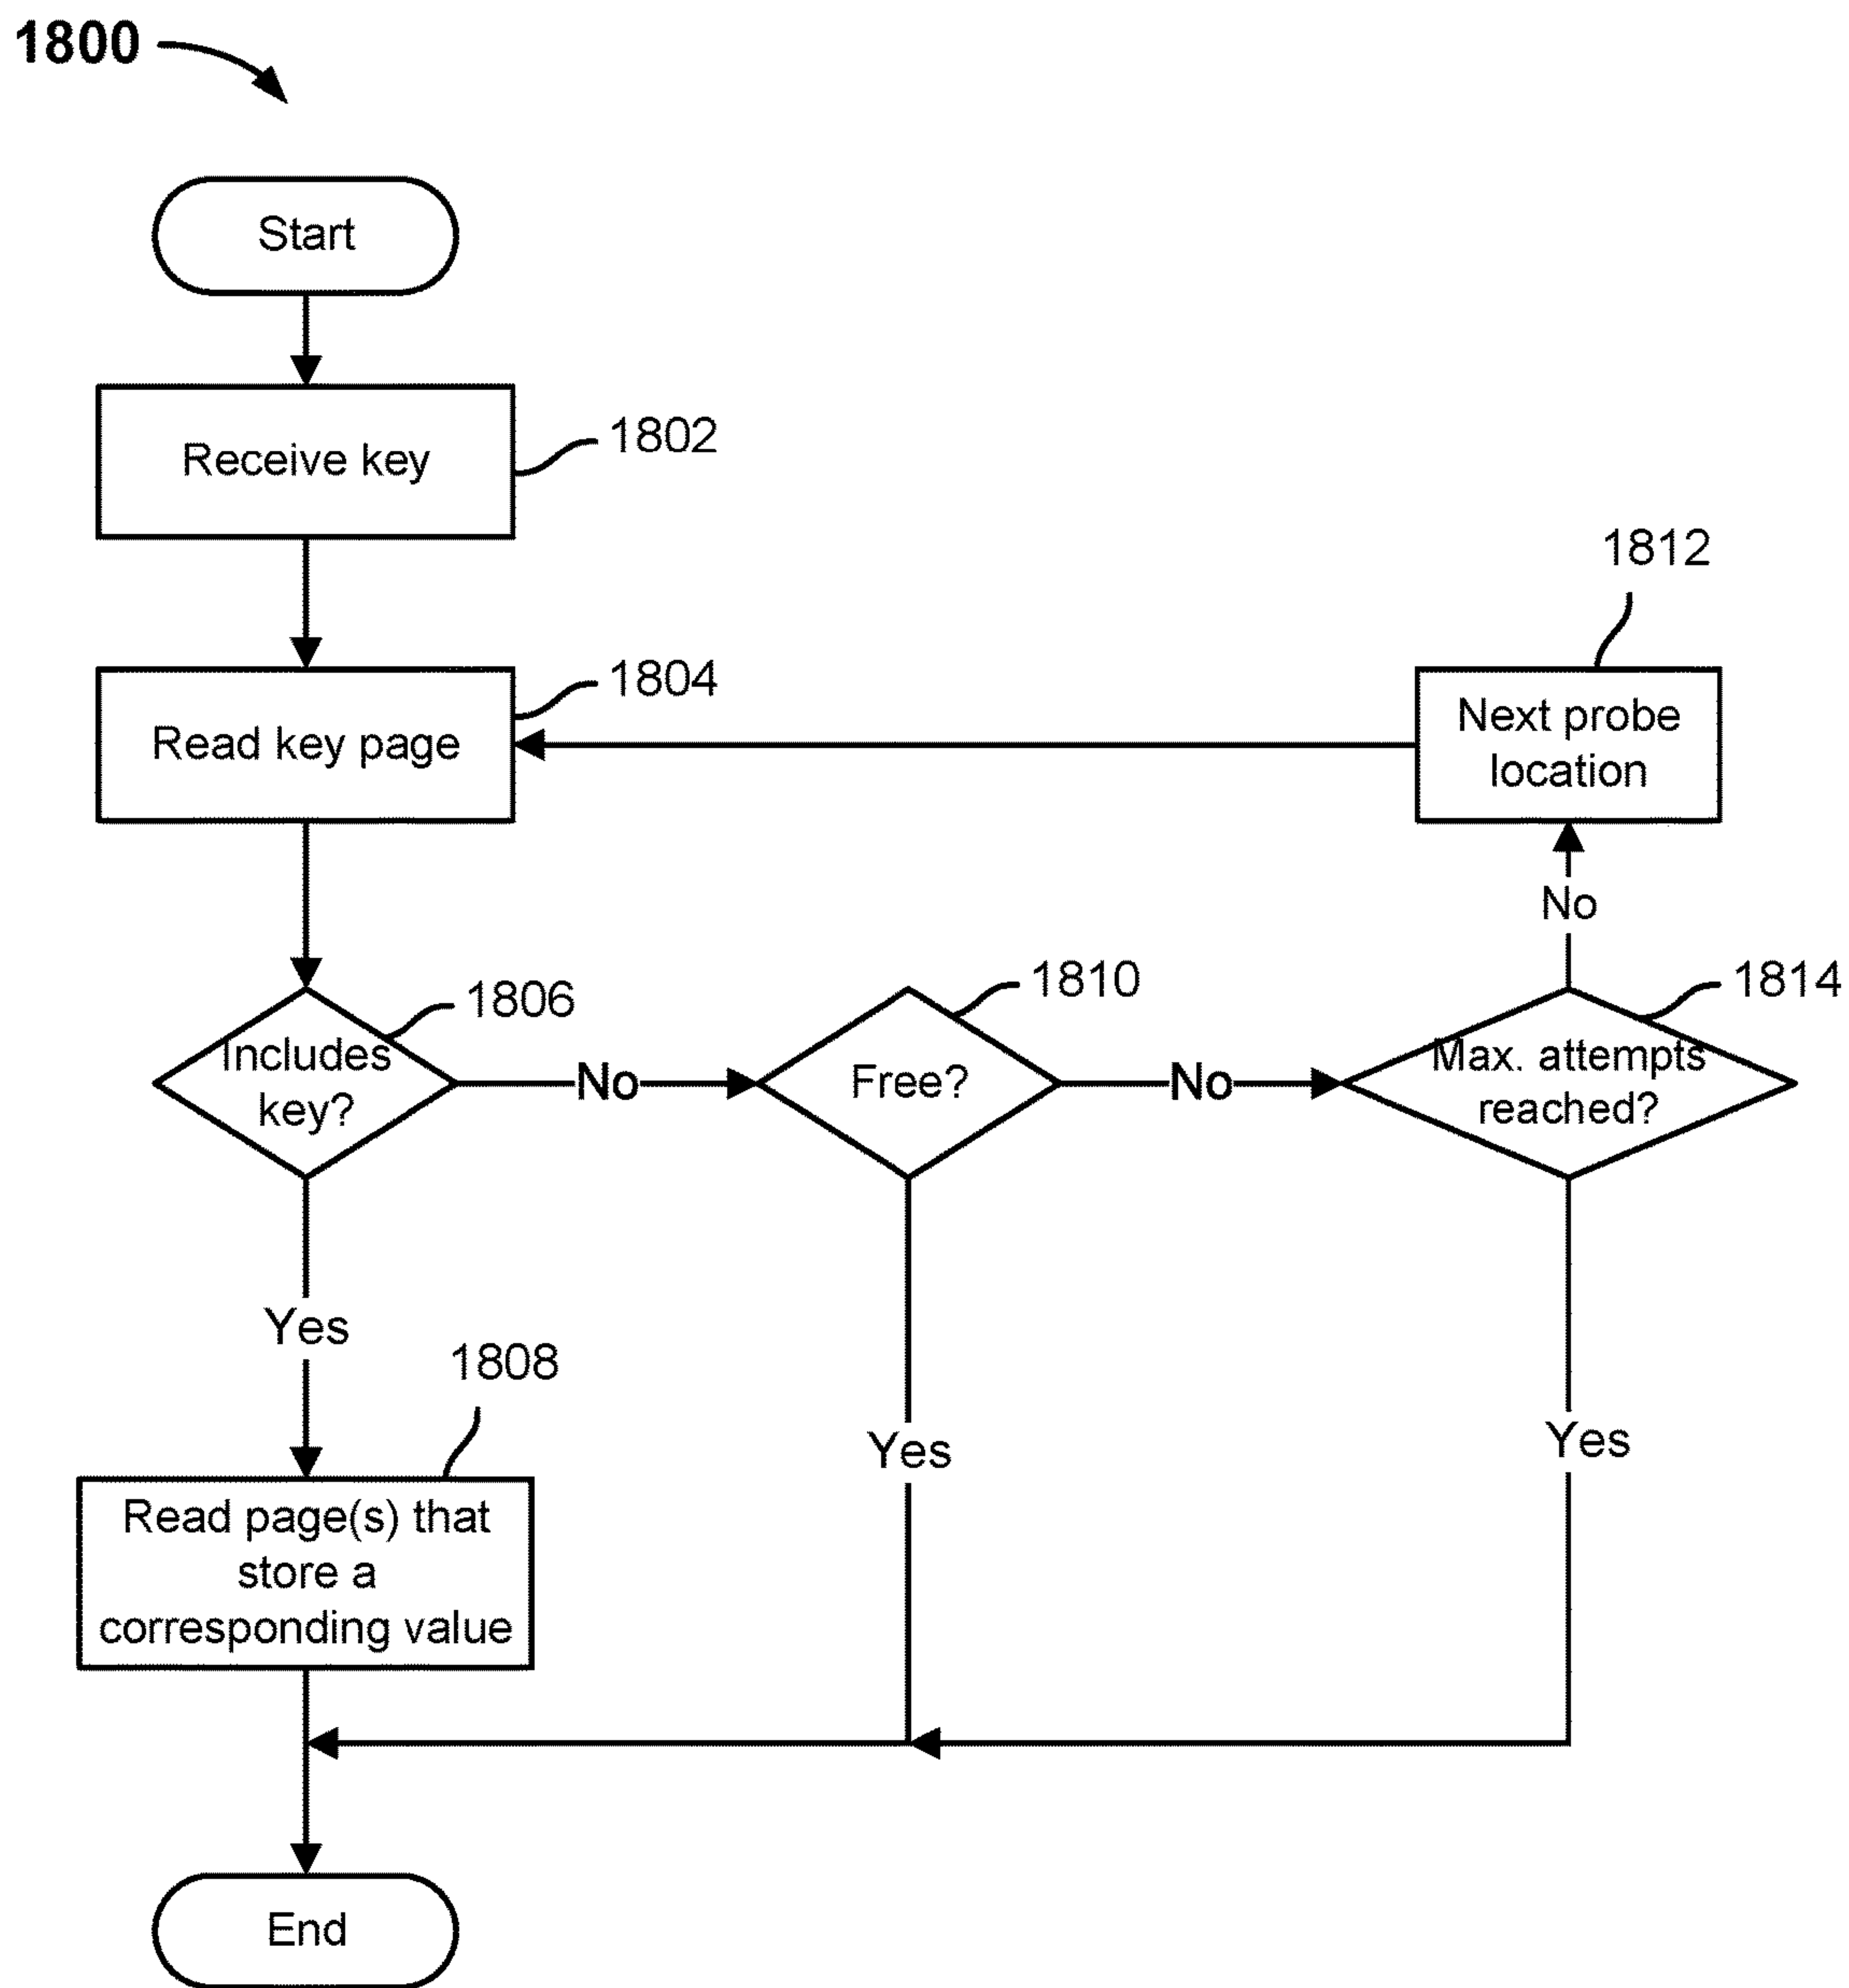 1800
Start
Receive key
1802
1812
Read key page
1804
Next probe
location
No
Includes
key?
1806
No
Free?
1810
No
Max. attempts
reached?
1814
Yes
1808
Yes
Yes
Read page(s) that
store a
corresponding value
End